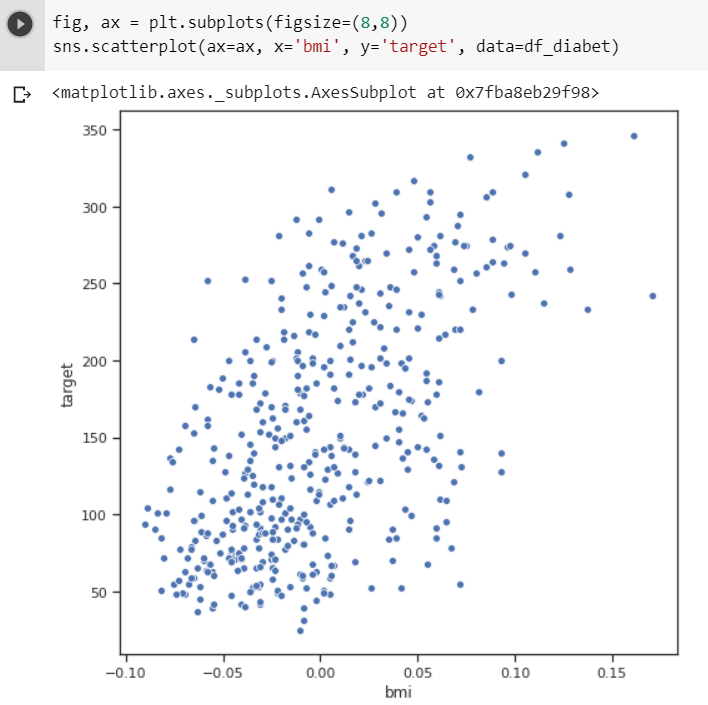 fig, ax = plt.subplots(figsize=(8,8))
sns.scatterplot(ax=ax, x='bmi', y='target', data=df_diabet)
<matplotlib.axes._subplots.AxesSubplot at 0x7fba8eb29f98>
350
300
250
200
150
100
50
target
-0.10 -0.05 0.00 0.05 0.10 0.15
bmi